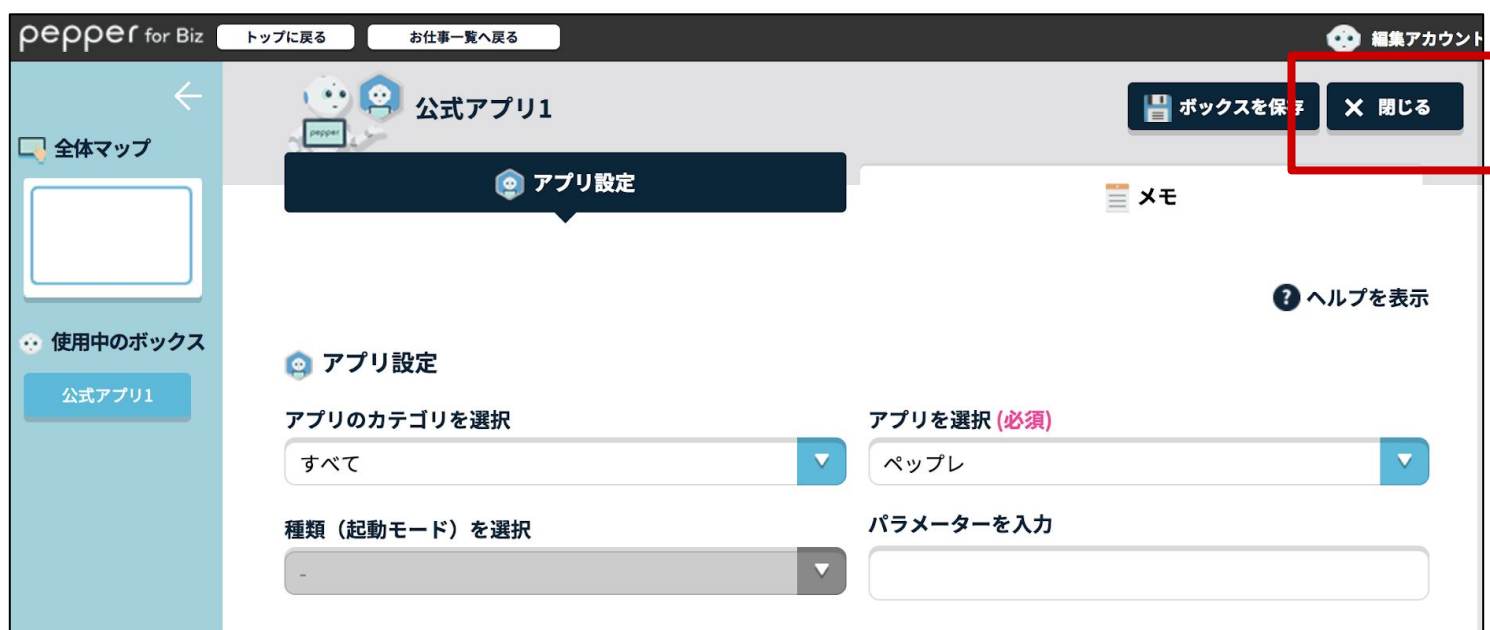 pepper for Biz トップに戻る お仕事一覧へ戻る 編集アカウント
公式アプリ1
pepper
ボックスを保存 × 閉じる
全体マップ
アプリ設定
メモ
? ヘルプを表示
使用中のボックス
公式アプリ1
アプリ設定
アプリのカテゴリを選択
すべて
アプリを選択 (必須)
ペップレ
種類（起動モード）を選択
-
パラメーターを入力